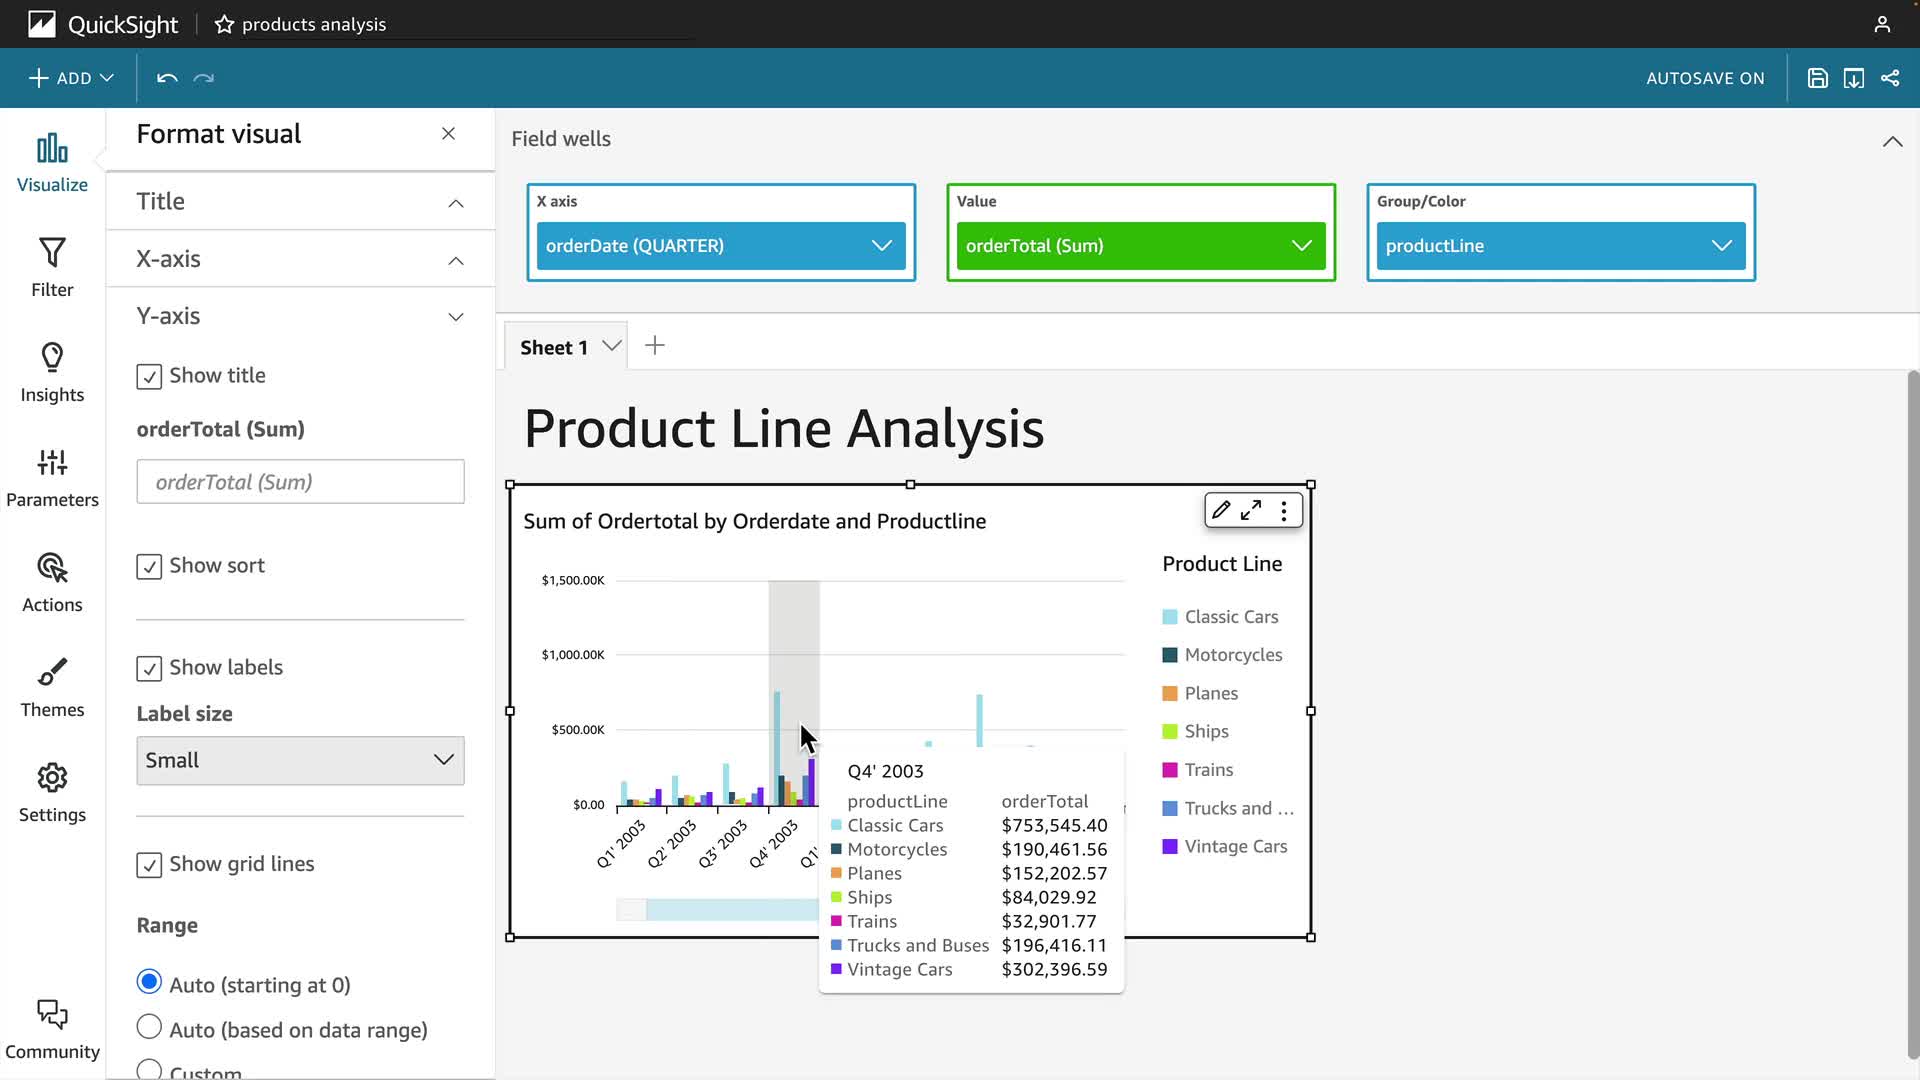 QuickSight
products analysis
ADD
AUTOSAVE ON
Visualize
Filter
Insights
Parameters
Actions
Themes
Settings
Community
Format visual
Title
X-axis
Y-axis
Show title
orderTotal (Sum)
orderTotal (Sum)
Show sort
Show labels
Label size
Small
Show grid lines
Range
Auto (starting at 0)
Auto (based on data range)
Custom
Field wells
X axis
orderDate (QUARTER)
Value
orderTotal (Sum)
Group/Color
productLine
Sheet 1
Product Line Analysis
Sum of Ordertotal by Orderdate and Productline
$1,500.00K
$1,000.00K
$500.00K
$0.00
Q1' 2003
Q2' 2003
Q3' 2003
Q4' 2003
Q1'
Product Line
Classic Cars
Motorcycles
Planes
Ships
Trains
Trucks and ...
Vintage Cars
Q4' 2003
productLine orderTotal
Classic Cars $753,545.40
Motorcycles $190,461.56
Planes $152,202.57
Ships $84,029.92
Trains $32,901.77
Trucks and Buses $196,416.11
Vintage Cars $302,396.59